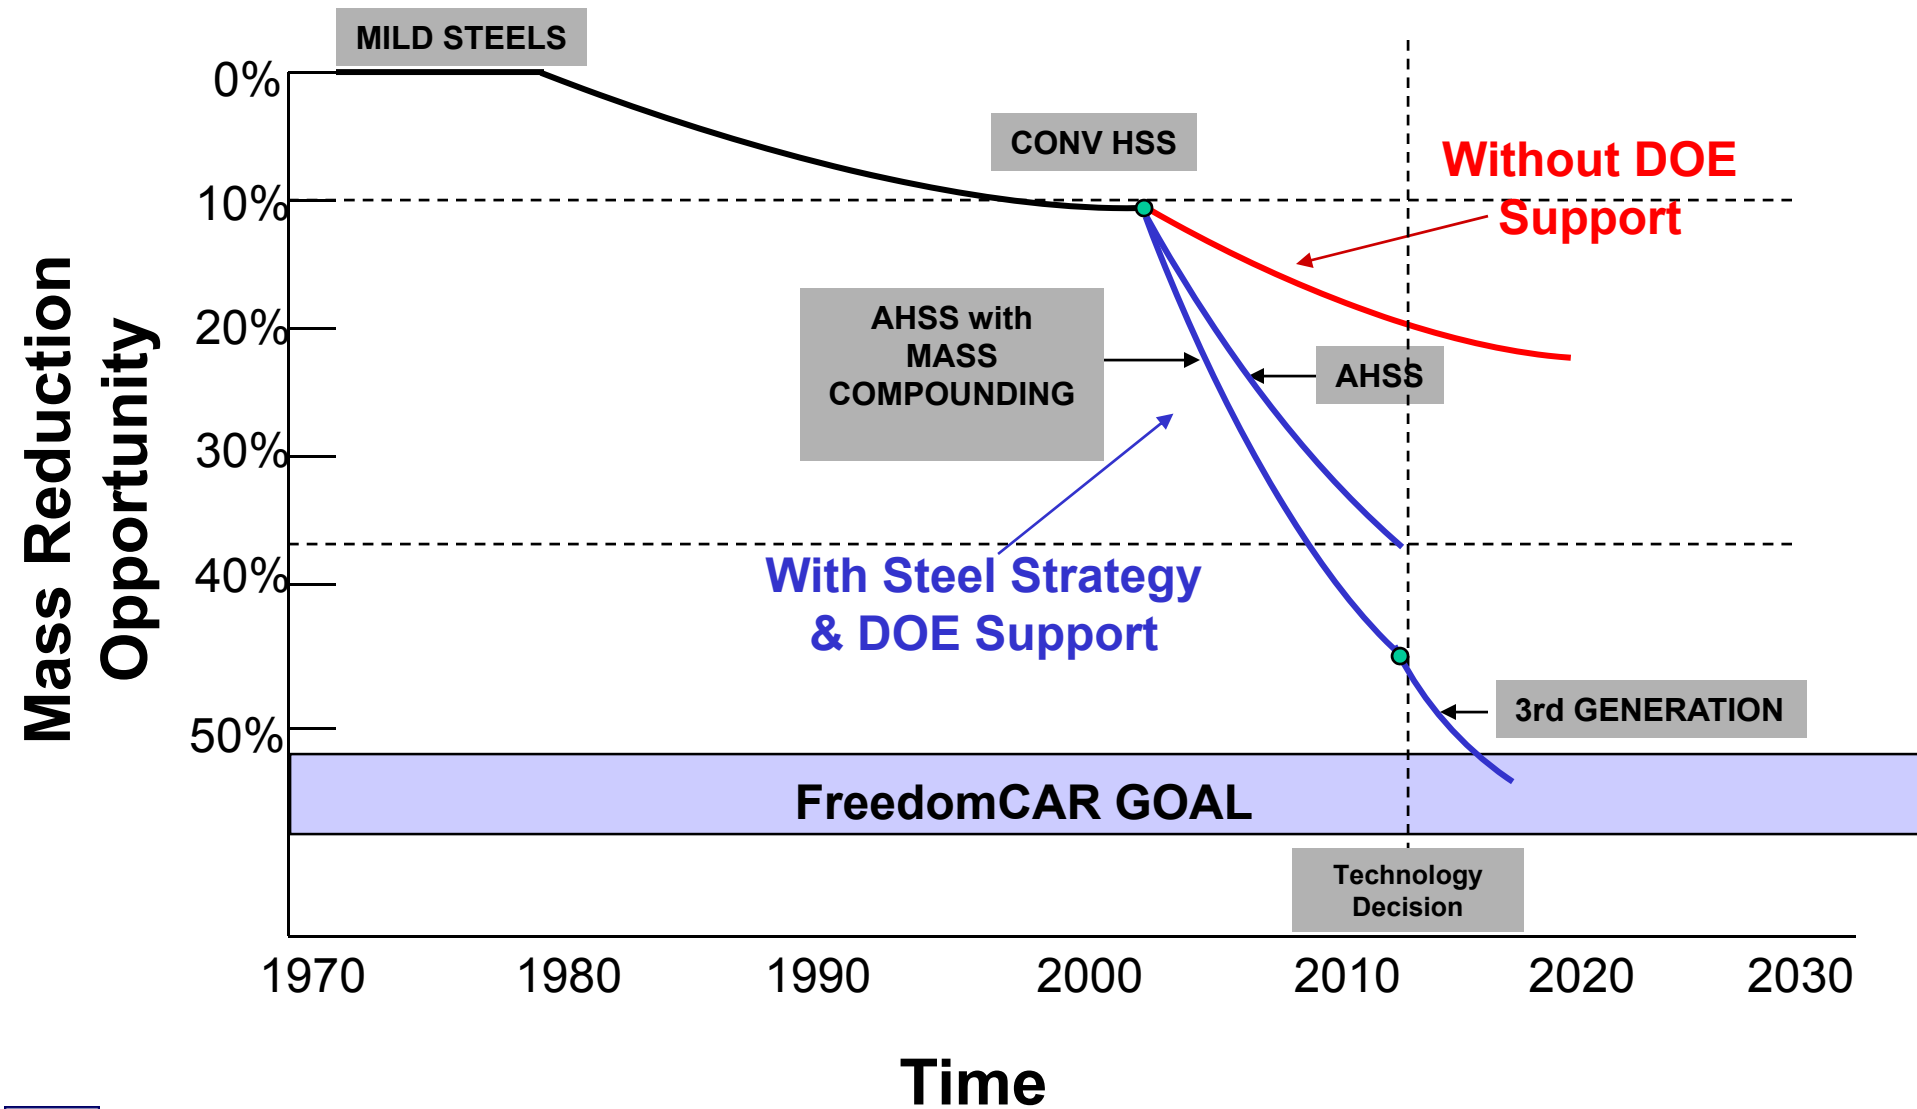 MILD STEELS
0%
CONV HSS
Without DOE
Support
10%
AHSS with
MASS
COMPOUNDING
20%
AHSS
30%
With Steel Strategy
& DOE Support
40%
3rd GENERATION
50%
FreedomCAR GOAL
Technology
Decision
Mass Reduction
Opportunity
1970 1980 1990 2000 2010 2020 2030
Time